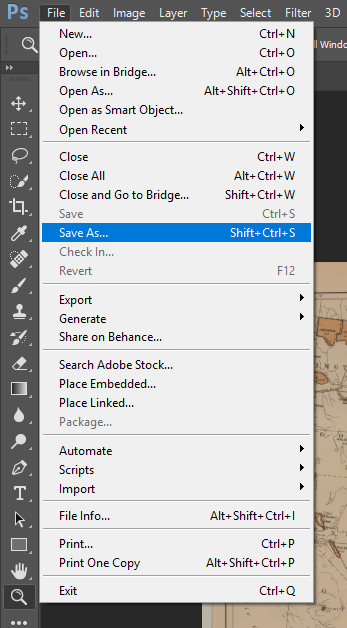 Ps File Edit Image Layer Type Select Filter 3D
New... Ctrl+N
Open... Ctrl+O
Browse in Bridge... Alt+Ctrl+O
Open As... Alt+Shift+Ctrl+O
Open as Smart Object...
Open Recent
Close Ctrl+W
Close All Alt+Ctrl+W
Close and Go to Bridge... Shift+Ctrl+W
Save Ctrl+S
Save As... Shift+Ctrl+S
Check In...
Revert F12
Export
Generate
Share on Behance...
Search Adobe Stock...
Place Embedded...
Place Linked...
Package...
Automate
Scripts
Import
File Info... Alt+Shift+Ctrl+I
Print... Ctrl+P
Print One Copy Alt+Shift+Ctrl+P
Exit Ctrl+Q